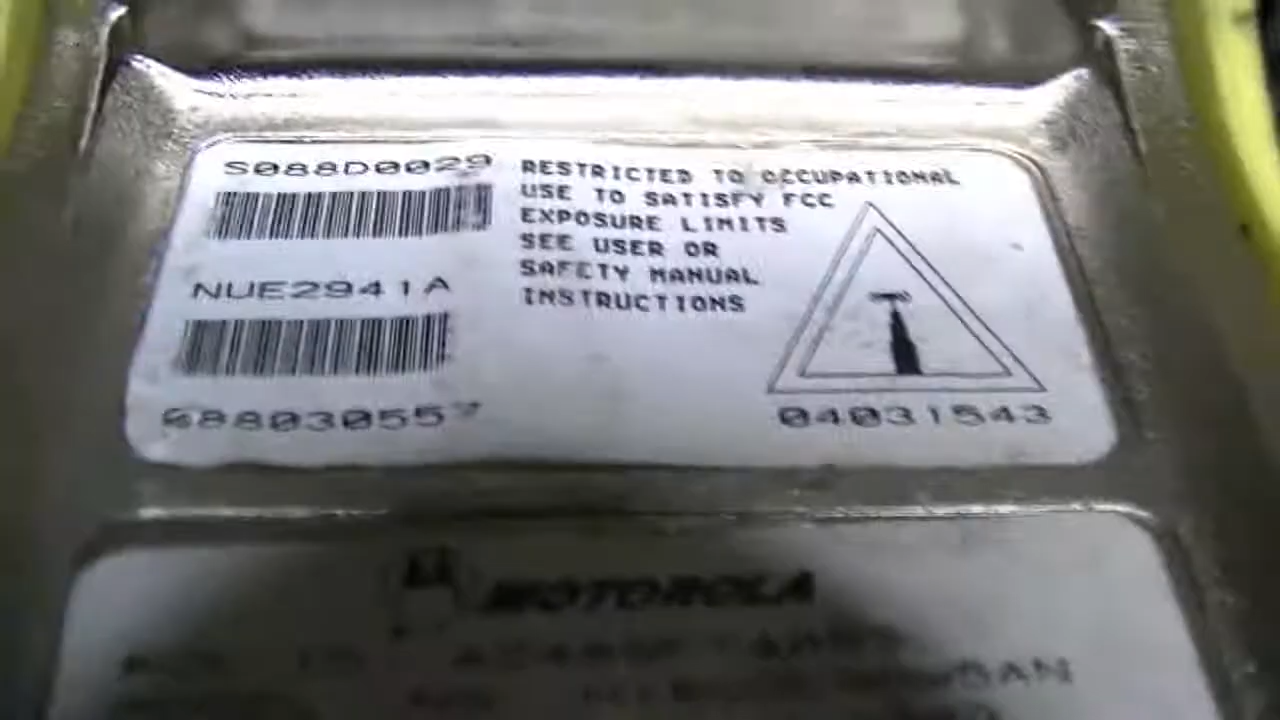 S088D0029
RESTRICTED TO OCCUPATIONAL
USE TO SATISFY FCC
EXPOSURE LIMITS
SEE USER OR
SAFETY MANUAL
INSTRUCTIONS
NUE2941A
6880305S57
04031543
MOTOROLA